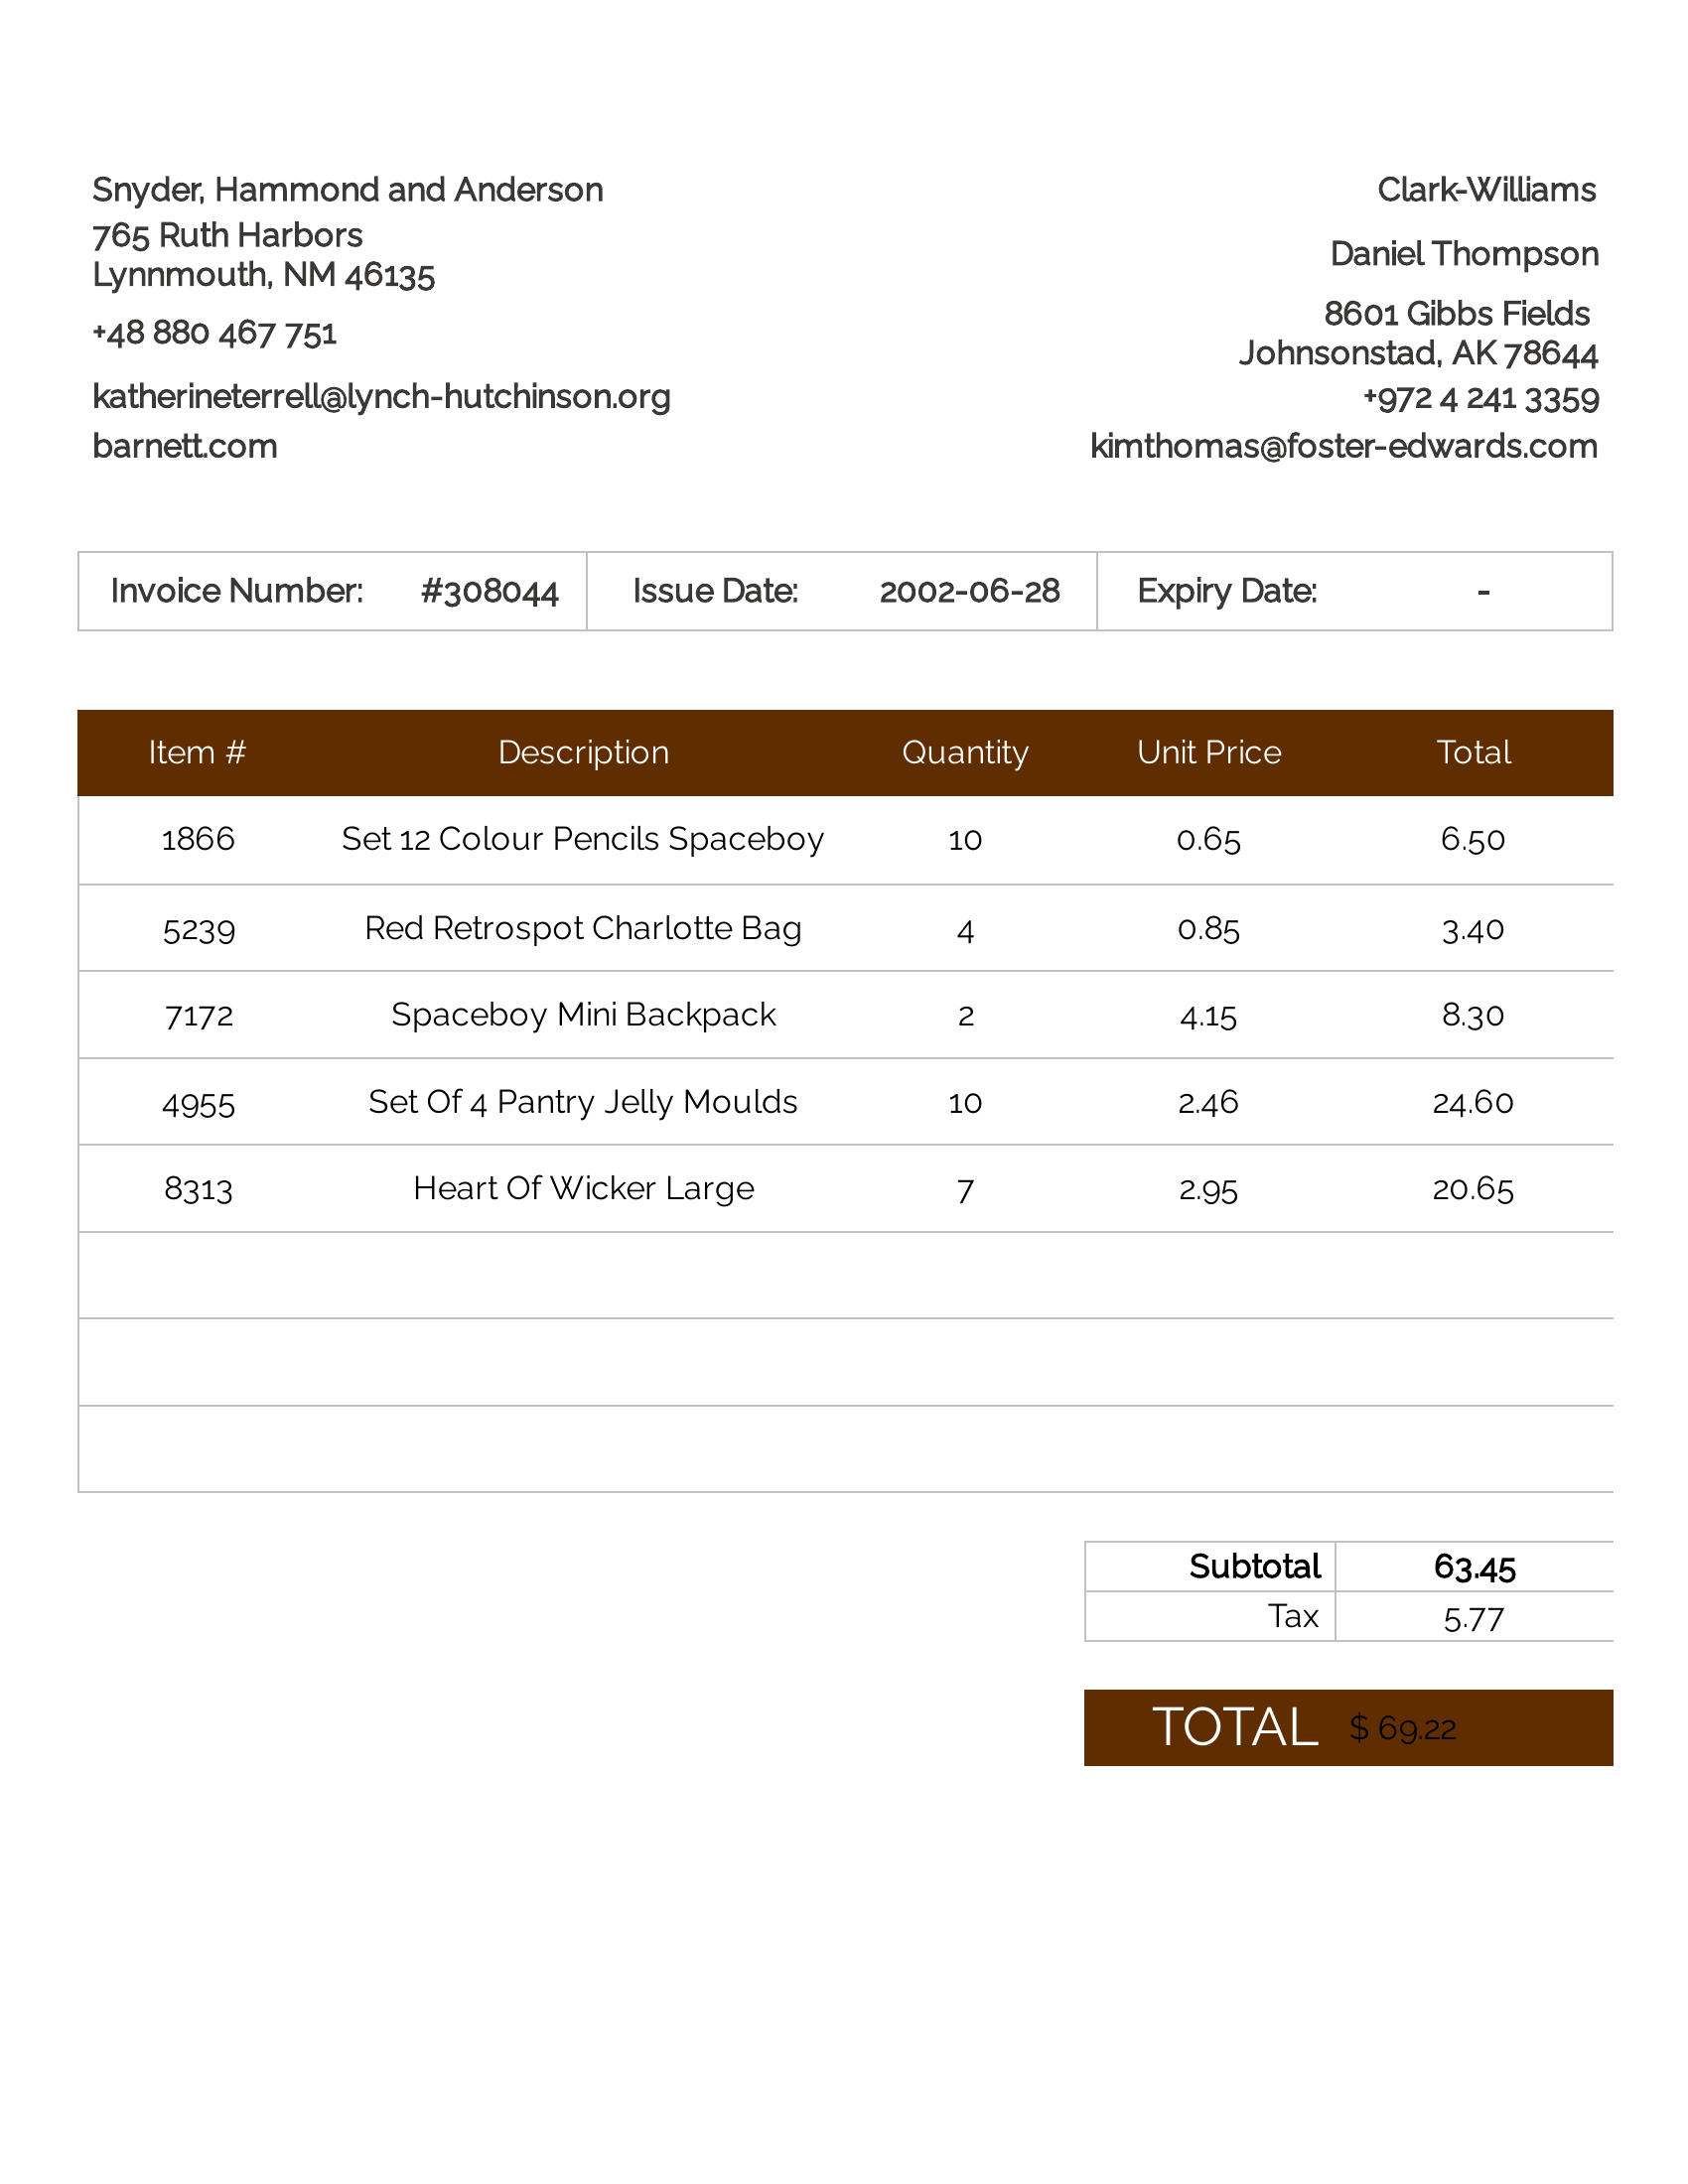 Snyder, Hammond and Anderson
765 Ruth Harbors
Lynnmouth, NM 46135
+48 880 467 751
katherineterrell@lynch-hutchinson.org
barnett.com
Clark-Williams
Daniel Thompson
8601 Gibbs Fields
Johnsonstad, AK 78644
+972 4 241 3359
kimthomas@foster-edwards.com
Invoice Number: #308044 Issue Date: 2002-06-28 Expiry Date: -
Item # Description Quantity Unit Price Total
1866 Set 12 Colour Pencils Spaceboy 10 0.65 6.50
5239 Red Retrospot Charlotte Bag 4 0.85 3.40
7172 Spaceboy Mini Backpack 2 4.15 8.30
4955 Set Of 4 Pantry Jelly Moulds 10 2.46 24.60
8313 Heart Of Wicker Large 7 2.95 20.65
Subtotal 63.45
Tax 5.77
TOTAL $ 69.22